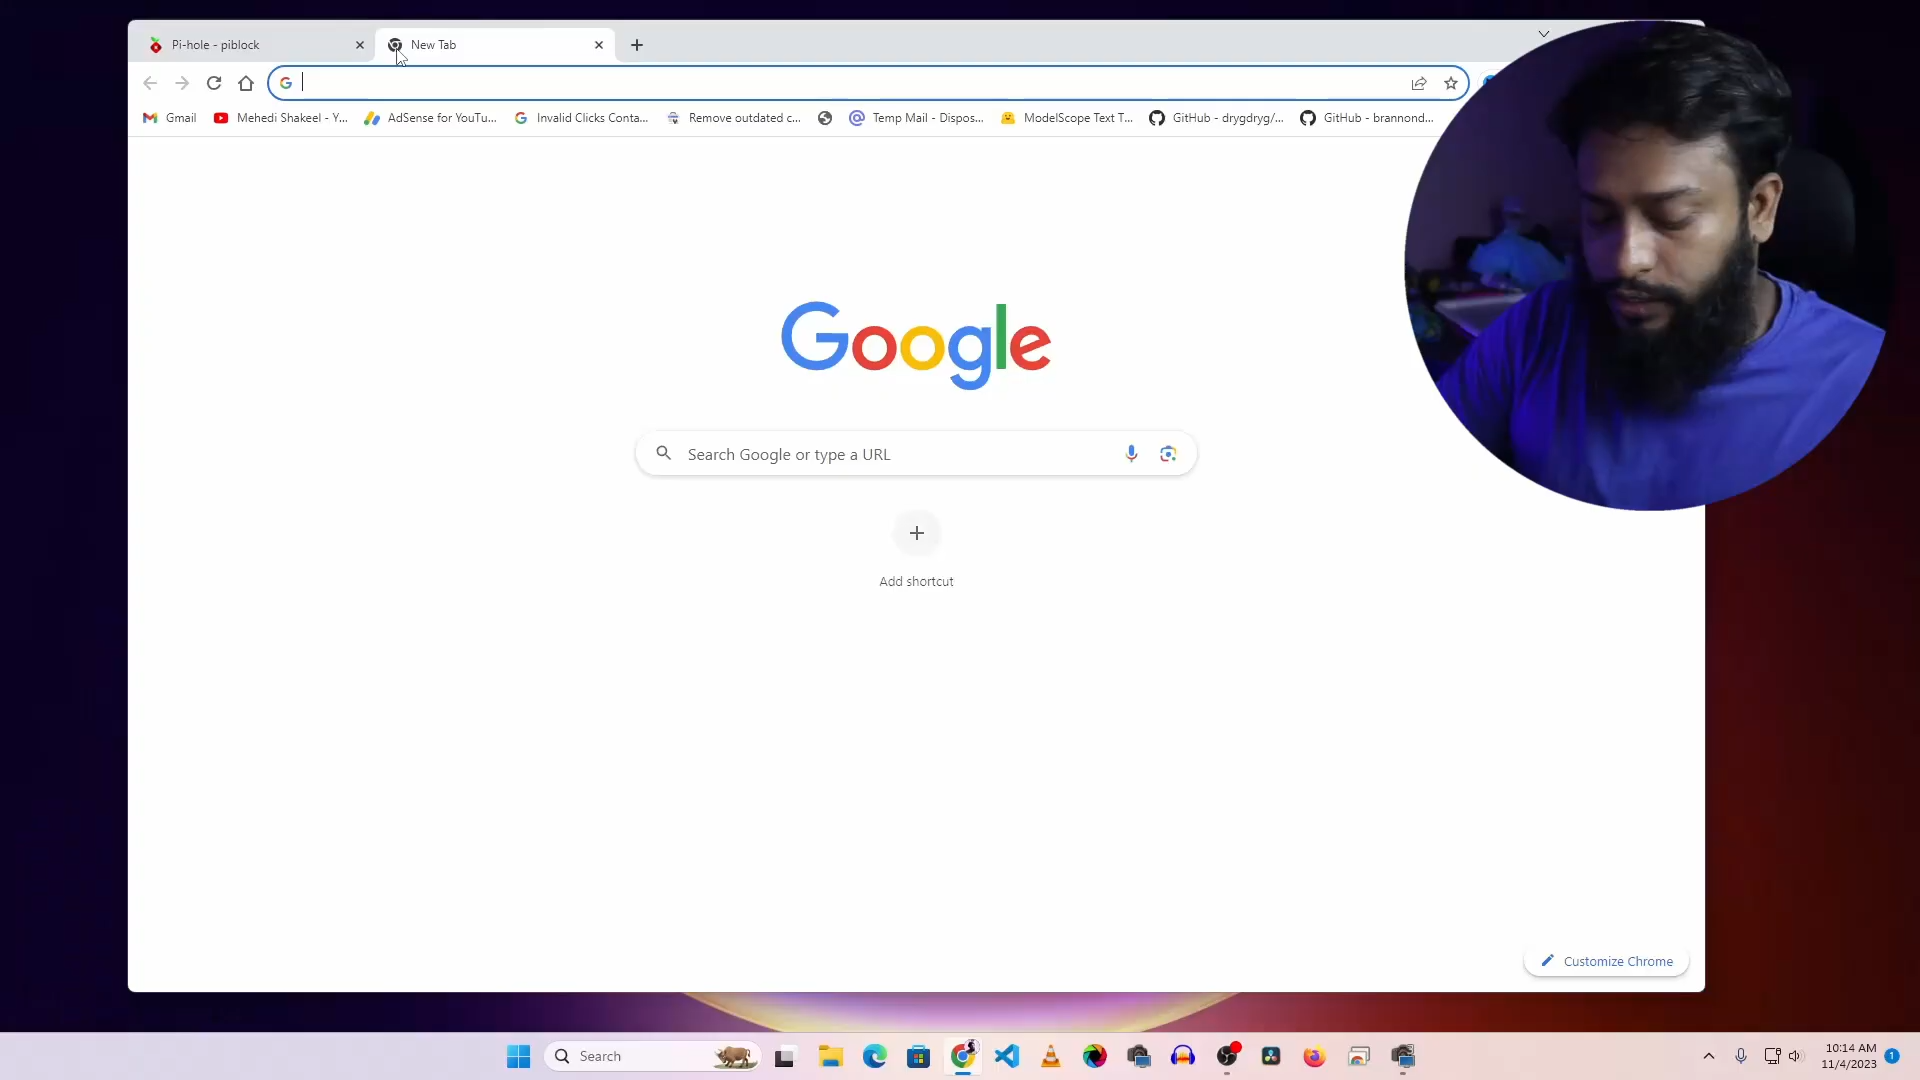 Pi-hole - piblock
New Tab
Gmail
Mehedi Shakeel - Y...
AdSense for YouTu...
Invalid Clicks Conta...
Remove outdated c...
Temp Mail - Dispos...
ModelScope Text T...
GitHub - drygdryg/...
GitHub - brannond...
Google
Search Google or type a URL
Add shortcut
Customize Chrome
Search
10:14 AM
11/4/2023
1